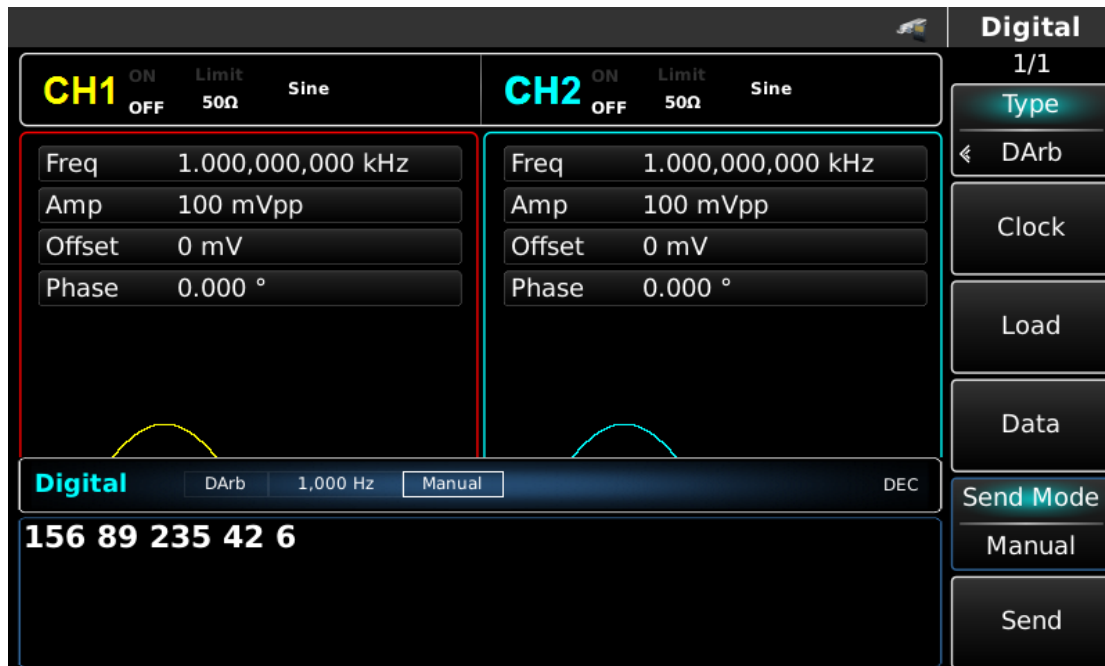 Digital
1/1
CH1 ON OFF Limit 50Ω Sine
CH2 ON OFF Limit 50Ω Sine
Type
DArb
Freq 1.000,000,000 kHz
Amp 100 mVpp
Offset 0 mV
Phase 0.000 °
Freq 1.000,000,000 kHz
Amp 100 mVpp
Offset 0 mV
Phase 0.000 °
Clock
Load
Data
Digital DArb 1,000 Hz Manual DEC
156 89 235 42 6
Send Mode
Manual
Send